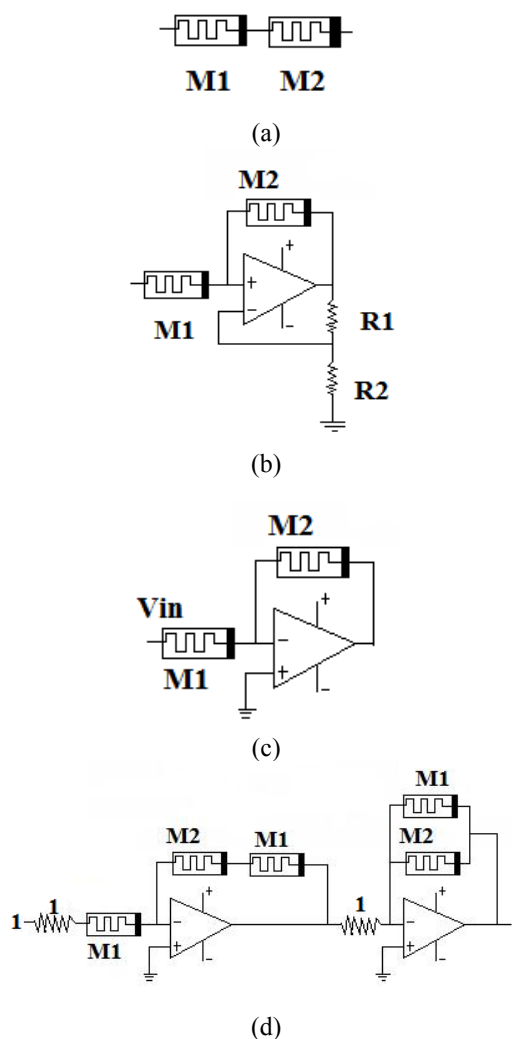 M1 M2
(a)
M2
+
+
−
M1
−
R1
R2
(b)
M2
Vin
+
−
M1
+
−
(c)
M1
M2 M1
M2
1 1
+
1
+
−
−
M1
+
+
−
−
(d)